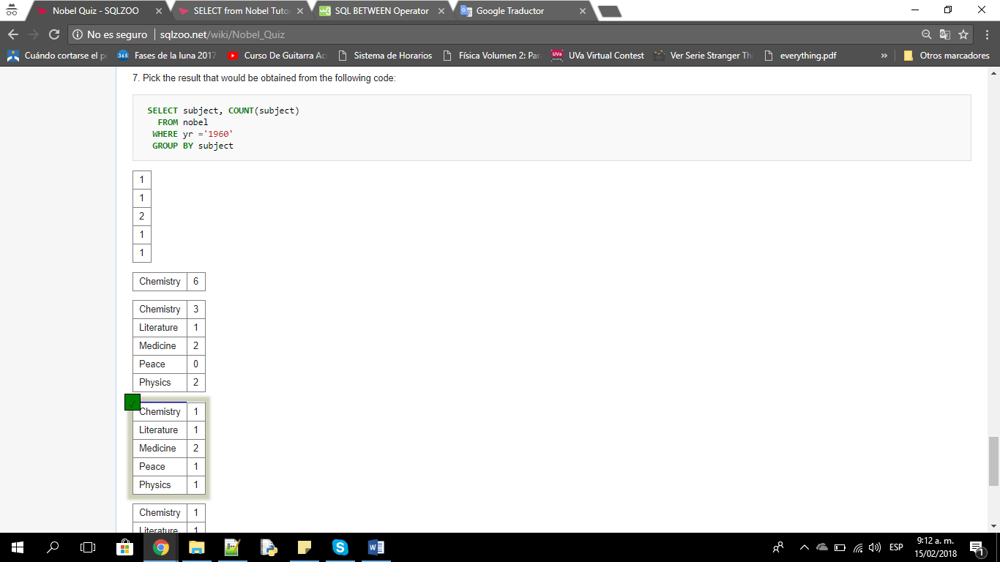 Nobel Quiz - SQLZOO
SELECT from Nobel Tuto
SQL BETWEEN Operator
Google Traductor
No es seguro | sqlzoo.net/wiki/Nobel_Quiz
Cuándo cortarse el p
Fases de la luna 2017
Curso De Guitarra Ac
Sistema de Horarios
Física Volumen 2: Par
UVa Virtual Contest
Ver Serie Stranger Th
everything.pdf
»
Otros marcadores
7. Pick the result that would be obtained from the following code:
SELECT subject, COUNT(subject)
FROM nobel
WHERE yr ='1960'
GROUP BY subject
1
1
2
1
1
Chemistry 6
Chemistry 3
Literature 1
Medicine 2
Peace 0
Physics 2
Chemistry 1
Literature 1
Medicine 2
Peace 1
Physics 1
Chemistry 1
Literature 1
ESP
9:12 a. m.
15/02/2018
1